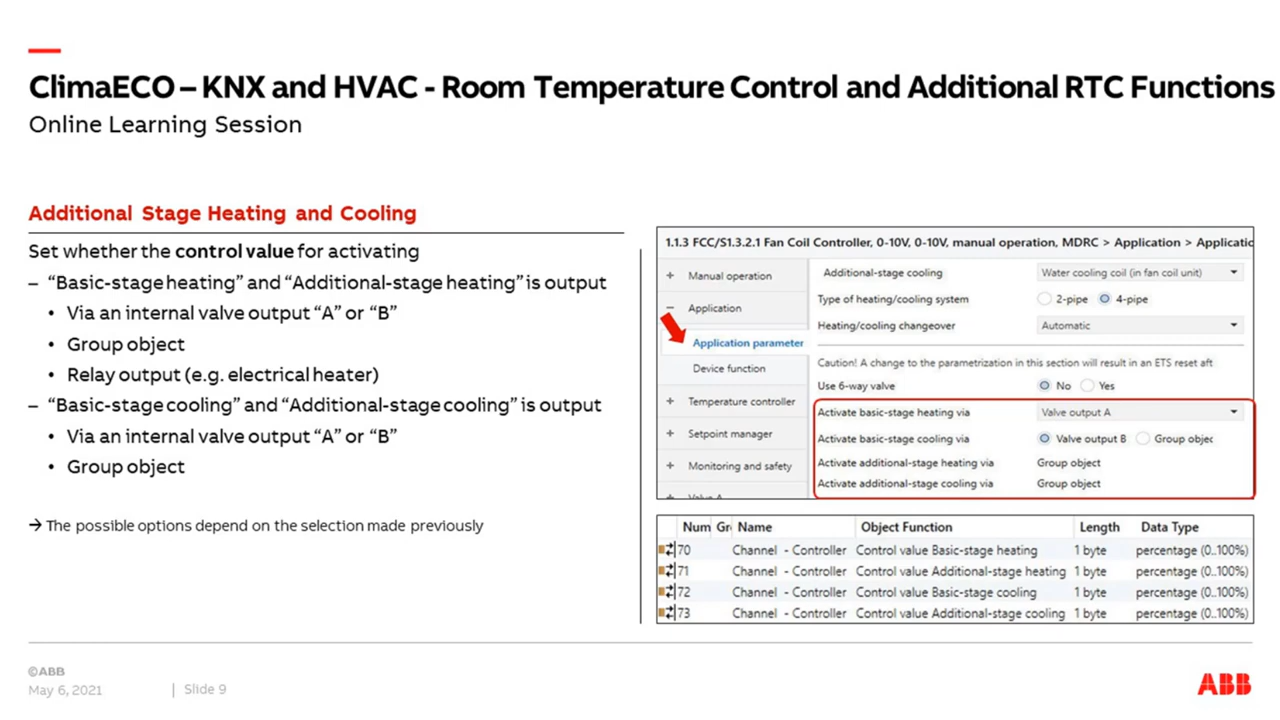 ClimaECO – KNX and HVAC - Room Temperature Control and Additional RTC Functions
Online Learning Session
Additional Stage Heating and Cooling
Set whether the control value for activating
– “Basic-stage heating” and “Additional-stage heating” is output
• Via an internal valve output “A” or “B”
• Group object
• Relay output (e.g. electrical heater)
– “Basic-stage cooling” and “Additional-stage cooling” is output
• Via an internal valve output “A” or “B”
• Group object
→ The possible options depend on the selection made previously
1.1.3 FCC/S1.3.2.1 Fan Coil Controller, 0-10V, 0-10V, manual operation, MDRC > Application > Applicatio
+ Manual operation
– Application
Application parameter
Device function
+ Temperature controller
+ Setpoint manager
+ Monitoring and safety
+ Valve A
Additional-stage cooling Water cooling coil (in fan coil unit)
Type of heating/cooling system 2-pipe 4-pipe
Heating/cooling changeover Automatic
Caution! A change to the parametrization in this section will result in an ETS reset aft
Use 6-way valve No Yes
Activate basic-stage heating via Valve output A
Activate basic-stage cooling via Valve output B Group objec
Activate additional-stage heating via Group object
Activate additional-stage cooling via Group object
Num Gr Name Object Function Length Data Type
70 Channel - Controller Control value Basic-stage heating 1 byte percentage (0..100%)
71 Channel - Controller Control value Additional-stage heating 1 byte percentage (0..100%)
72 Channel - Controller Control value Basic-stage cooling 1 byte percentage (0..100%)
73 Channel - Controller Control value Additional-stage cooling 1 byte percentage (0..100%)
©ABB
May 6, 2021 | Slide 9
ABB